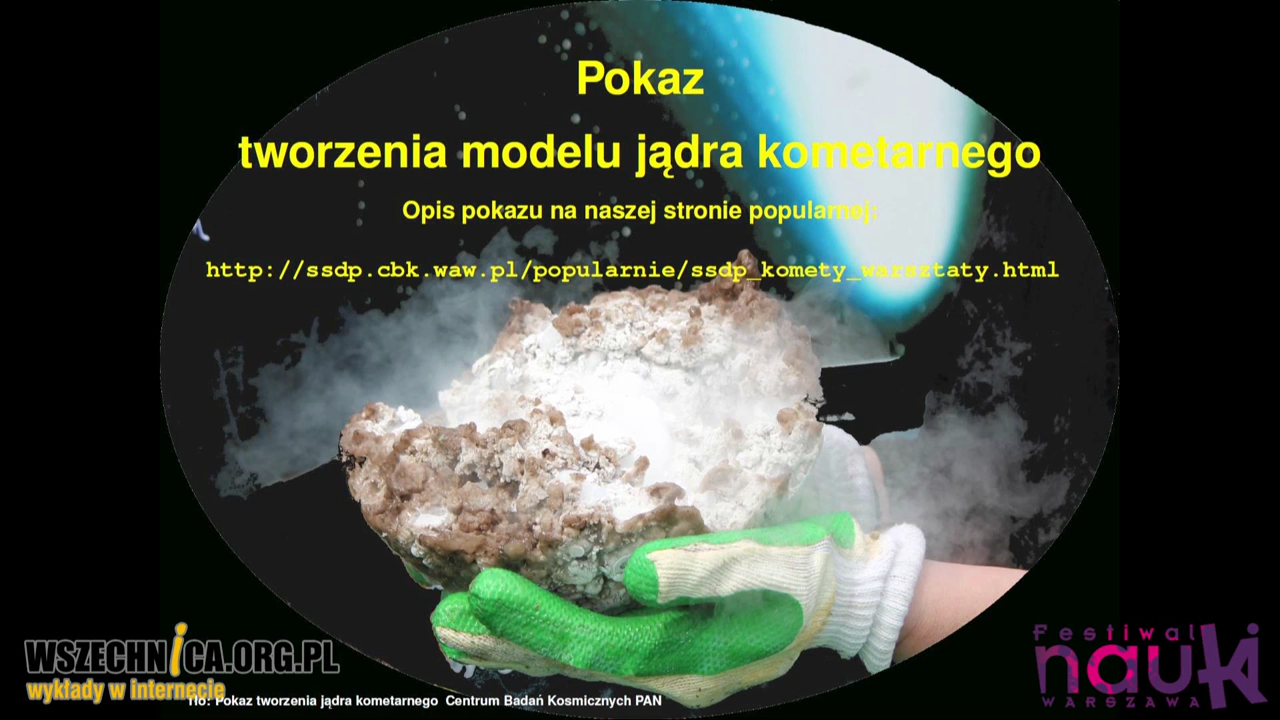 Pokaz
tworzenia modelu jądra kometarnego
Opis pokazu na naszej stronie popularnej:
http://ssdp.cbk.waw.pl/popularnie/ssdp_komety_warsztaty.html
WSZECHNICA.ORG.PL
wykłady w internecie
Tło: Pokaz tworzenia jądra kometarnego Centrum Badań Kosmicznych PAN
Festiwal
nauki
WARSZAWA